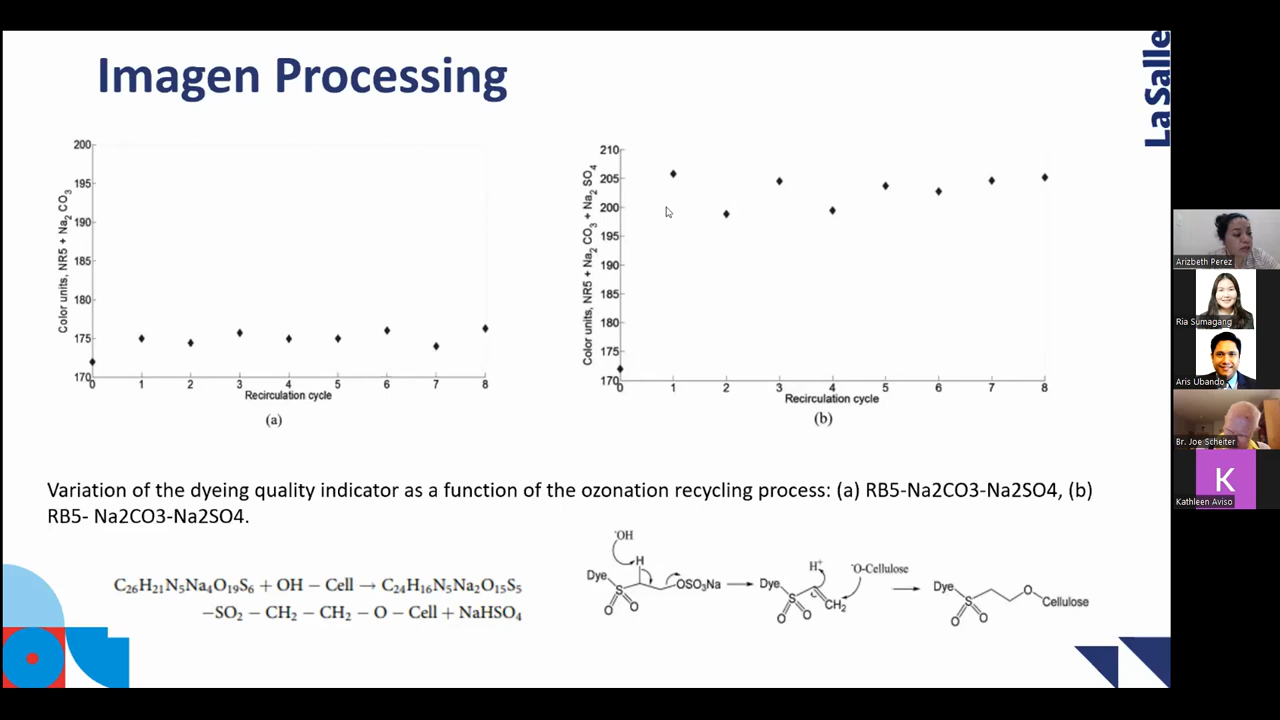 Imagen Processing
LaSalle
200
195
190
185
180
175
170
Color units, NR5 + Na2 CO3
0 1 2 3 4 5 6 7 8
Recirculation cycle
(a)
210
205
200
195
190
185
180
175
170
Color units, NR5 + Na2 CO3 + Na2 SO4
0 1 2 3 4 5 6 7 8
Recirculation cycle
(b)
Variation of the dyeing quality indicator as a function of the ozonation recycling process: (a) RB5-Na2CO3-Na2SO4, (b)
RB5- Na2CO3-Na2SO4.
C26H21N5Na4O19S6 + OH − Cell → C24H16N5Na2O15S5
−SO2 − CH2 − CH2 − O − Cell + NaHSO4
-OH
H
Dye
S
O O
OSO3Na
H+
-O-Cellulose
Dye
S
C
CH2
O O
Dye
S
O
Cellulose
O O
Arizbeth Perez
Ria Sumagang
Aris Ubando
Br. Joe Scheiter
K
Kathleen Aviso